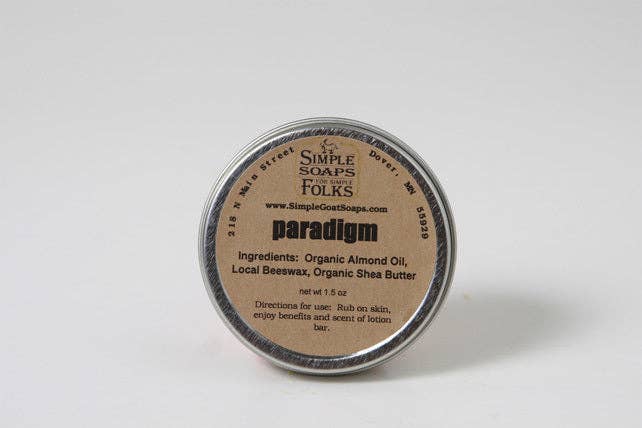 218 N Main Street
Dover, MN 55929
SIMPLE
SOAPS
FOR SIMPLE
FOLKS
www.SimpleGoatSoaps.com
paradigm
Ingredients: Organic Almond Oil,
Local Beeswax, Organic Shea Butter
net wt 1.5 oz
Directions for use: Rub on skin,
enjoy benefits and scent of lotion
bar.